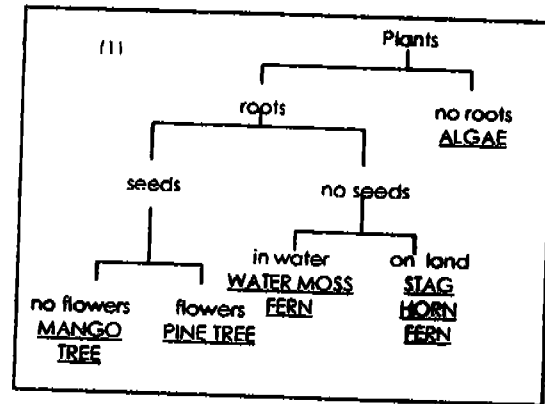 (1)
Plants
roots
no roots
ALGAE
seeds
no seeds
in water
WATER MOSS
FERN
on land
STAG
HORN
FERN
no flowers
MANGO
TREE
flowers
PINE TREE